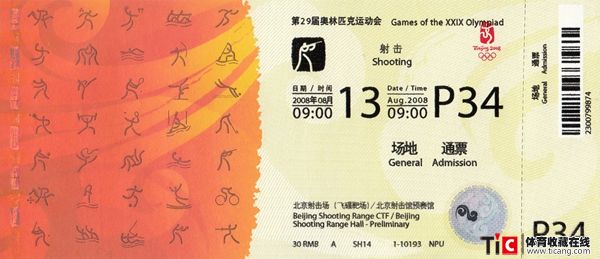 第29届奥林匹克运动会 Games of the XXIX Olympiad
Beijing 2008
射击
Shooting
日期 / 时间
2008年08月
09:00
13
Date / Time
Aug.2008
09:00
P34
场地 通票
General Admission
北京射击场（飞碟靶场）/北京射击馆预赛馆
Beijing Shooting Range CTF / Beijing
Shooting Range Hall - Preliminary
30 RMB A SH14 1-10193 NPU
场地 通票
General Admission
2300799874
P34
TiC 体育收藏在线
www.ticang.com